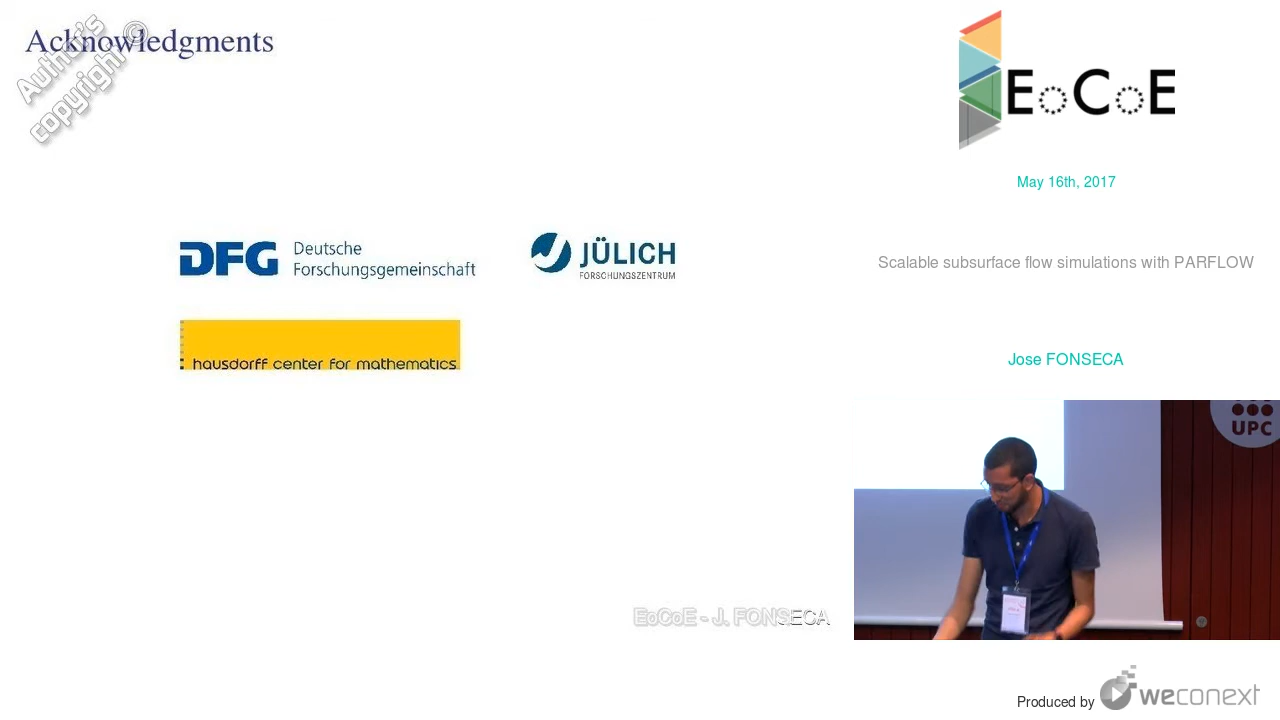 Acknowledgments
Author's
copyright ©
DFG
Deutsche
Forschungsgemeinschaft
JÜLICH
FORSCHUNGSZENTRUM
hausdorff center for mathematics
EoCoE - J. FONSECA
EoCoE
May 16th, 2017
Scalable subsurface flow simulations with PARFLOW
Jose FONSECA
UPC
Produced by weconext